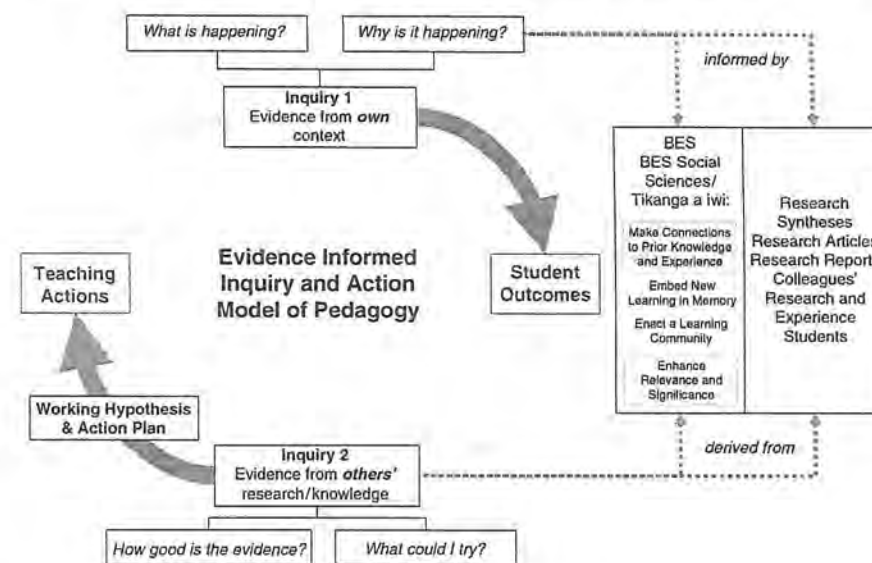 What is happening?
Why is it happening?
informed by
Inquiry 1
Evidence from own
context
BES
BES Social
Sciences/
Tikanga a iwi:
Make Connections
to Prior Knowledge
and Experience
Embed New
Learning in Memory
Enact a Learning
Community
Enhance
Relevance and
Significance
Research
Syntheses
Research Articles
Research Report
Colleagues'
Research and
Experience
Students
Evidence Informed
Inquiry and Action
Model of Pedagogy
Teaching
Actions
Student
Outcomes
Working Hypothesis
& Action Plan
Inquiry 2
Evidence from others'
research/knowledge
derived from
How good is the evidence?
What could I try?